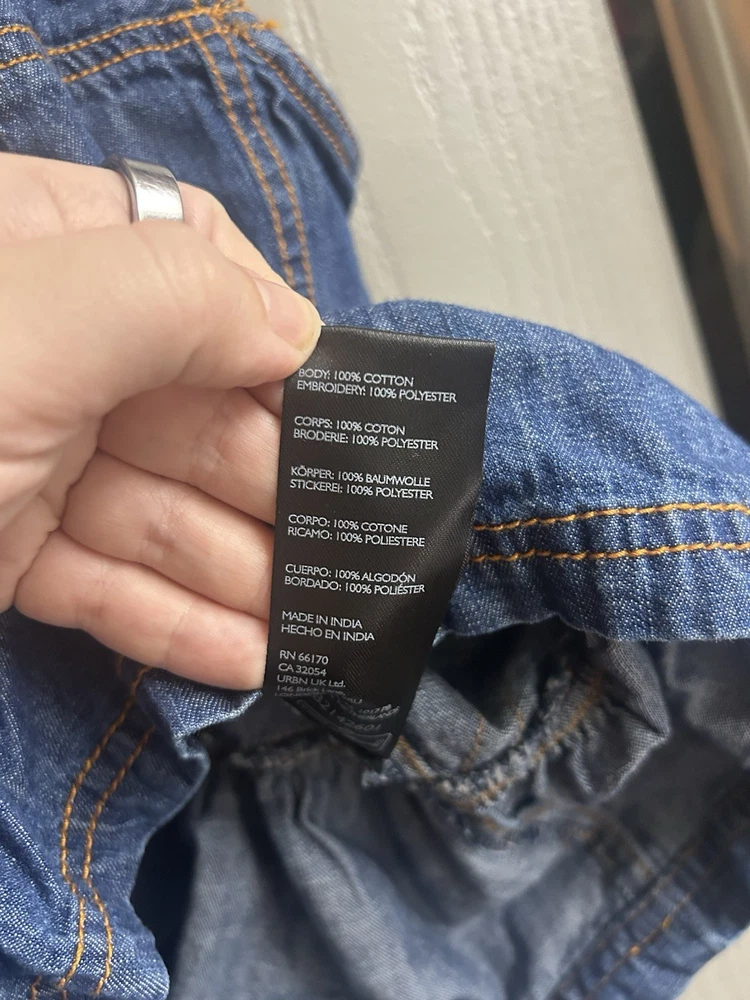 BODY: 100% COTTON
EMBROIDERY: 100% POLYESTER
CORPS: 100% COTON
BRODERIE: 100% POLYESTER
KÖRPER: 100% BAUMWOLLE
STICKEREI: 100% POLYESTER
CORPO: 100% COTONE
RICAMO: 100% POLIESTERE
CUERPO: 100% ALGODÓN
BORDADO: 100% POLIÉSTER
MADE IN INDIA
HECHO EN INDIA
RN 66170
CA 32054
URBN UK Ltd.
146 Brick